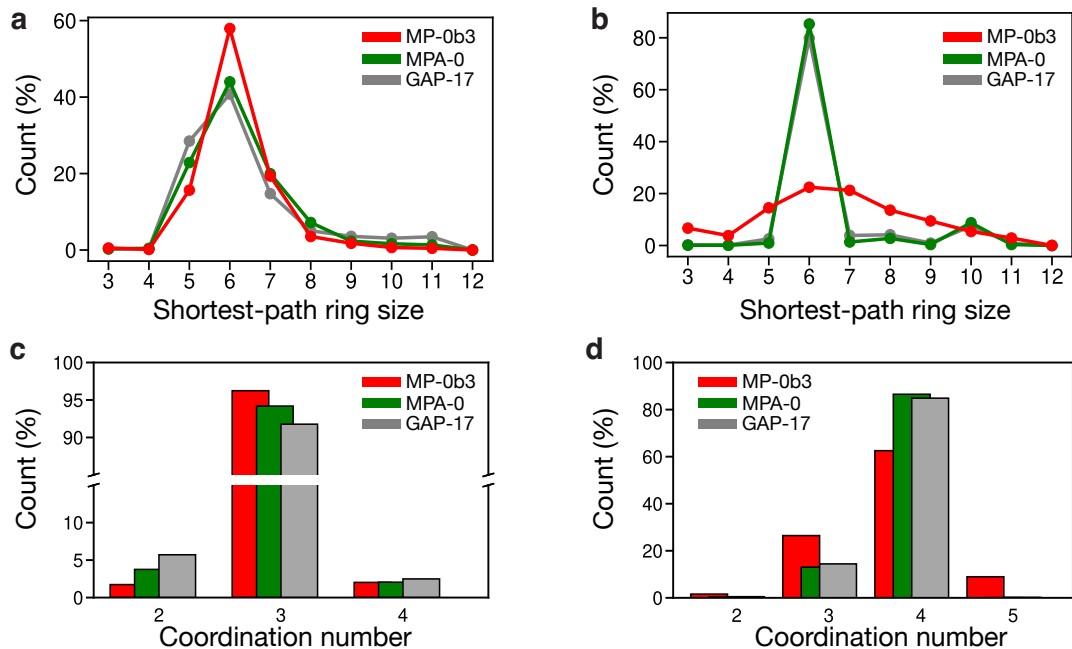 a
60
40
20
0
Count (%)
MP-0b3
MPA-0
GAP-17
3 4 5 6 7 8 9 10 11 12
Shortest-path ring size
b
80
60
40
20
0
Count (%)
MP-0b3
MPA-0
GAP-17
3 4 5 6 7 8 9 10 11 12
Shortest-path ring size
c
100
95
90
10
5
0
Count (%)
MP-0b3
MPA-0
GAP-17
2 3 4
Coordination number
d
100
80
60
40
20
0
Count (%)
MP-0b3
MPA-0
GAP-17
2 3 4 5
Coordination number